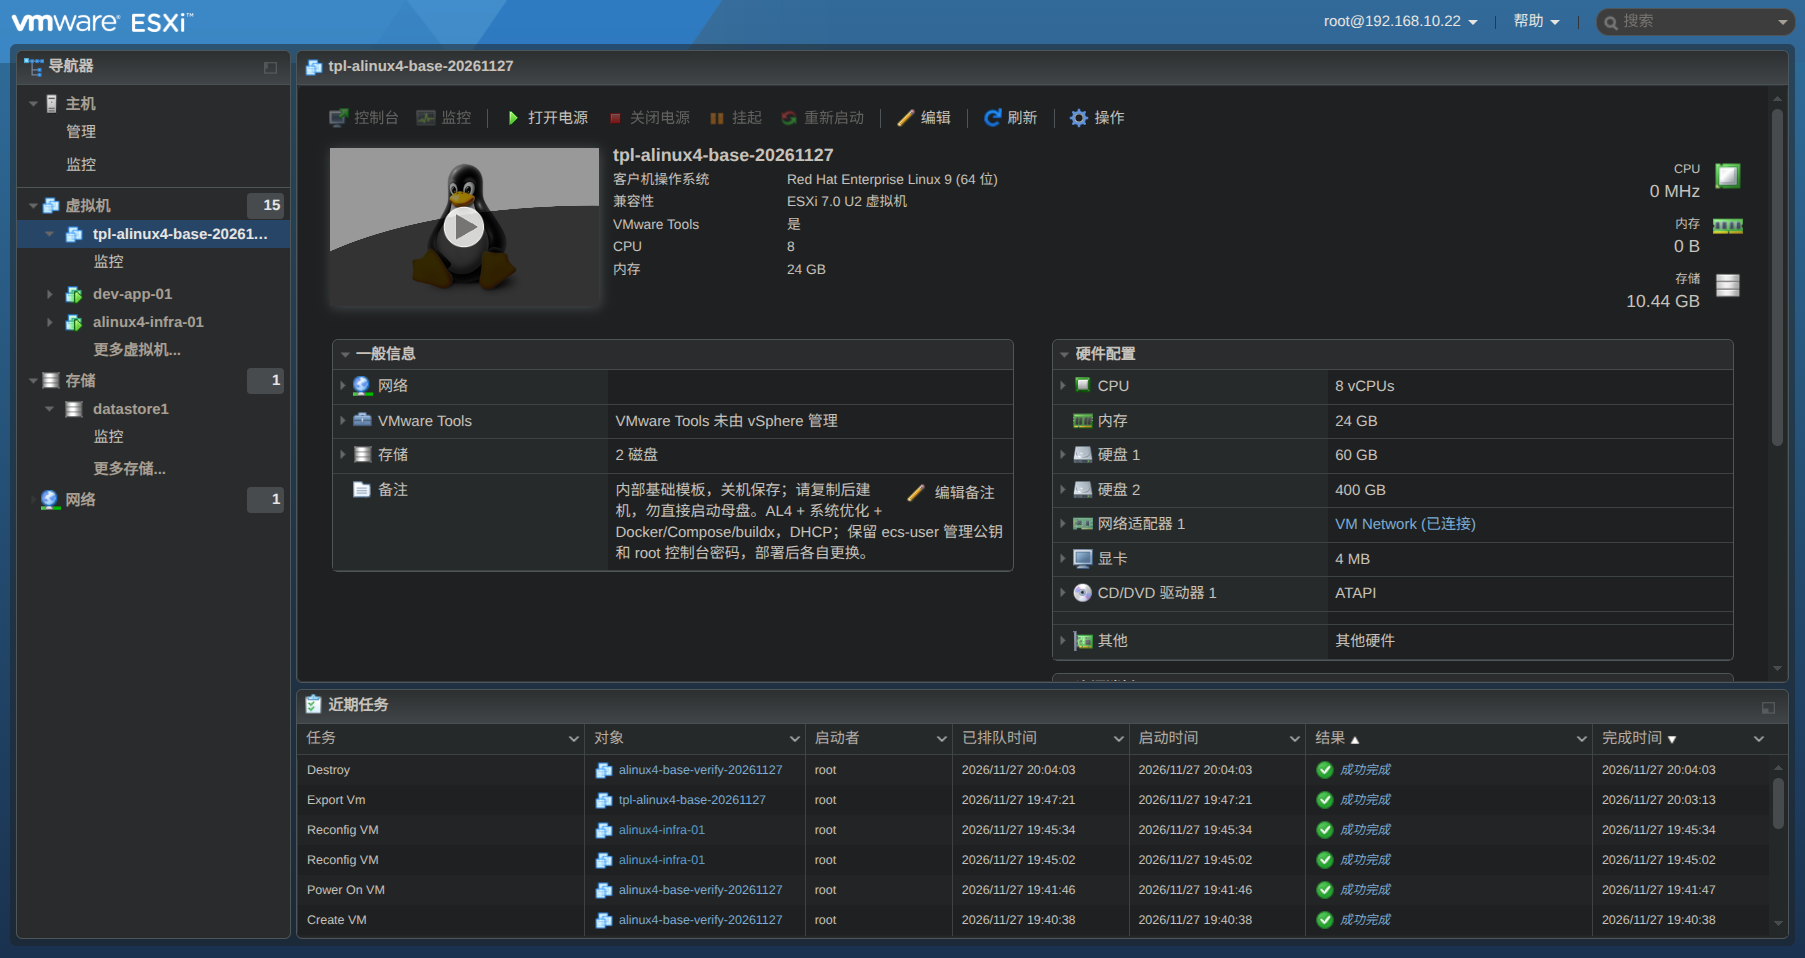 vmware® ESXi™
root@192.168.10.22
帮助
搜索
导航器
主机
管理
监控
虚拟机 15
tpl-alinux4-base-20261...
监控
dev-app-01
alinux4-infra-01
更多虚拟机...
存储 1
datastore1
监控
更多存储...
网络 1
tpl-alinux4-base-20261127
控制台 监控 打开电源 关闭电源 挂起 重新启动 编辑 刷新 操作
tpl-alinux4-base-20261127
客户机操作系统 Red Hat Enterprise Linux 9 (64 位)
兼容性 ESXi 7.0 U2 虚拟机
VMware Tools 是
CPU 8
内存 24 GB
CPU
0 MHz
内存
0 B
存储
10.44 GB
一般信息
网络
VMware Tools VMware Tools 未由 vSphere 管理
存储 2 磁盘
备注 内部基础模板，关机保存；请复制后建
机，勿直接启动母盘。AL4 + 系统优化 +
Docker/Compose/buildx，DHCP；保留 ecs-user 管理公钥
和 root 控制台密码，部署后各自更换。
编辑备注
硬件配置
CPU 8 vCPUs
内存 24 GB
硬盘 1 60 GB
硬盘 2 400 GB
网络适配器 1 VM Network (已连接)
显卡 4 MB
CD/DVD 驱动器 1 ATAPI
其他 其他硬件
近期任务
任务 对象 启动者 已排队时间 启动时间 结果 ▲ 完成时间 ▼
Destroy alinux4-base-verify-20261127 root 2026/11/27 20:04:03 2026/11/27 20:04:03 成功完成 2026/11/27 20:04:03
Export Vm tpl-alinux4-base-20261127 root 2026/11/27 19:47:21 2026/11/27 19:47:21 成功完成 2026/11/27 20:03:13
Reconfig VM alinux4-infra-01 root 2026/11/27 19:45:34 2026/11/27 19:45:34 成功完成 2026/11/27 19:45:34
Reconfig VM alinux4-infra-01 root 2026/11/27 19:45:02 2026/11/27 19:45:02 成功完成 2026/11/27 19:45:02
Power On VM alinux4-base-verify-20261127 root 2026/11/27 19:41:46 2026/11/27 19:41:46 成功完成 2026/11/27 19:41:47
Create VM alinux4-base-verify-20261127 root 2026/11/27 19:40:38 2026/11/27 19:40:38 成功完成 2026/11/27 19:40:38